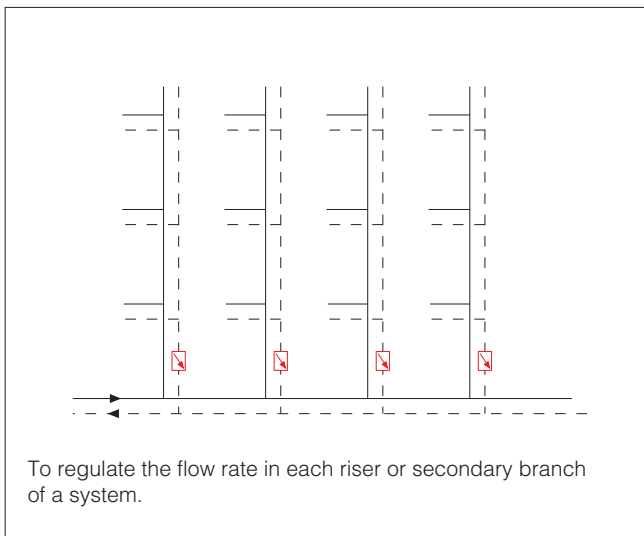 To regulate the flow rate in each riser or secondary branch
of a system.